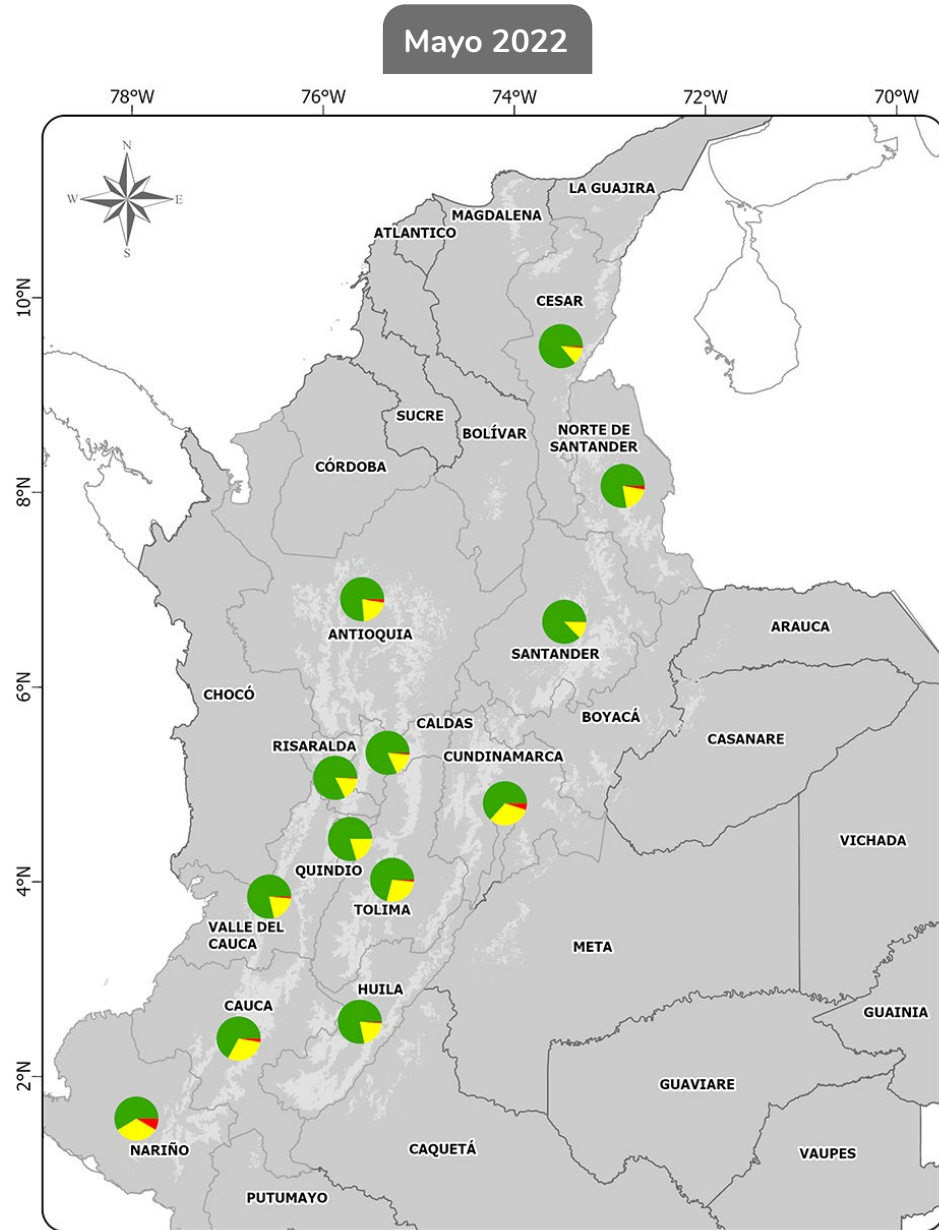 Mayo 2022
78°W
76°W
74°W
72°W
70°W
N
W
E
S
10°N
8°N
6°N
4°N
2°N
LA GUAJIRA
MAGDALENA
ATLANTICO
CESAR
SUCRE
BOLÍVAR
NORTE DE
SANTANDER
CÓRDOBA
ANTIOQUIA
SANTANDER
ARAUCA
CHOCÓ
CALDAS
BOYACÁ
CASANARE
RISARALDA
CUNDINAMARCA
VICHADA
QUINDIO
TOLIMA
VALLE DEL
CAUCA
META
HUILA
CAUCA
GUAINIA
GUAVIARE
NARIÑO
CAQUETÁ
VAUPES
PUTUMAYO